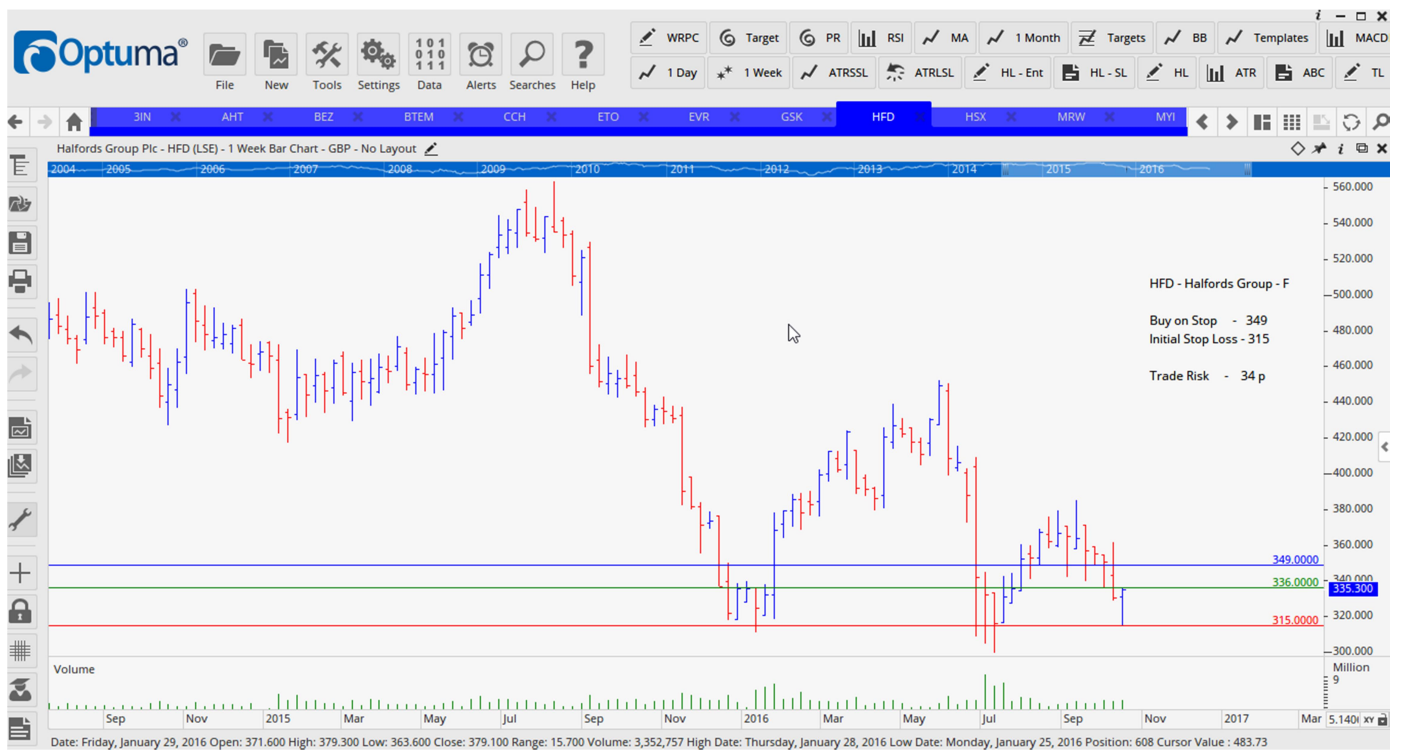 Optuma®
File New Tools Settings Data Alerts Searches Help
WRPC Target PR RSI MA 1 Month Targets BB Templates MACD
1 Day 1 Week ATRSSL ATRLSL HL - Ent HL - SL HL ATR ABC TL
3IN AHT BEZ BTEM CCH ETO EVR GSK HFD HSX MRW MYI
Halfords Group Plc - HFD (LSE) - 1 Week Bar Chart - GBP - No Layout
2004 2005 2006 2007 2008 2009 2010 2011 2012 2013 2014 2015 2016
560.000
540.000
520.000
HFD - Halfords Group - F
500.000
Buy on Stop - 349
480.000
Initial Stop Loss - 315
460.000
Trade Risk - 34 p
440.000
420.000
400.000
380.000
360.000
349.0000
340.000
336.0000
335.300
320.000
315.0000
300.000
Volume
Million
9
Sep Nov 2015 Mar May Jul Sep Nov 2016 Mar May Jul Sep Nov 2017 Mar 5.140 XY
Date: Friday, January 29, 2016 Open: 371.600 High: 379.300 Low: 363.600 Close: 379.100 Range: 15.700 Volume: 3,352,757 High Date: Thursday, January 28, 2016 Low Date: Monday, January 25, 2016 Position: 608 Cursor Value : 483.73